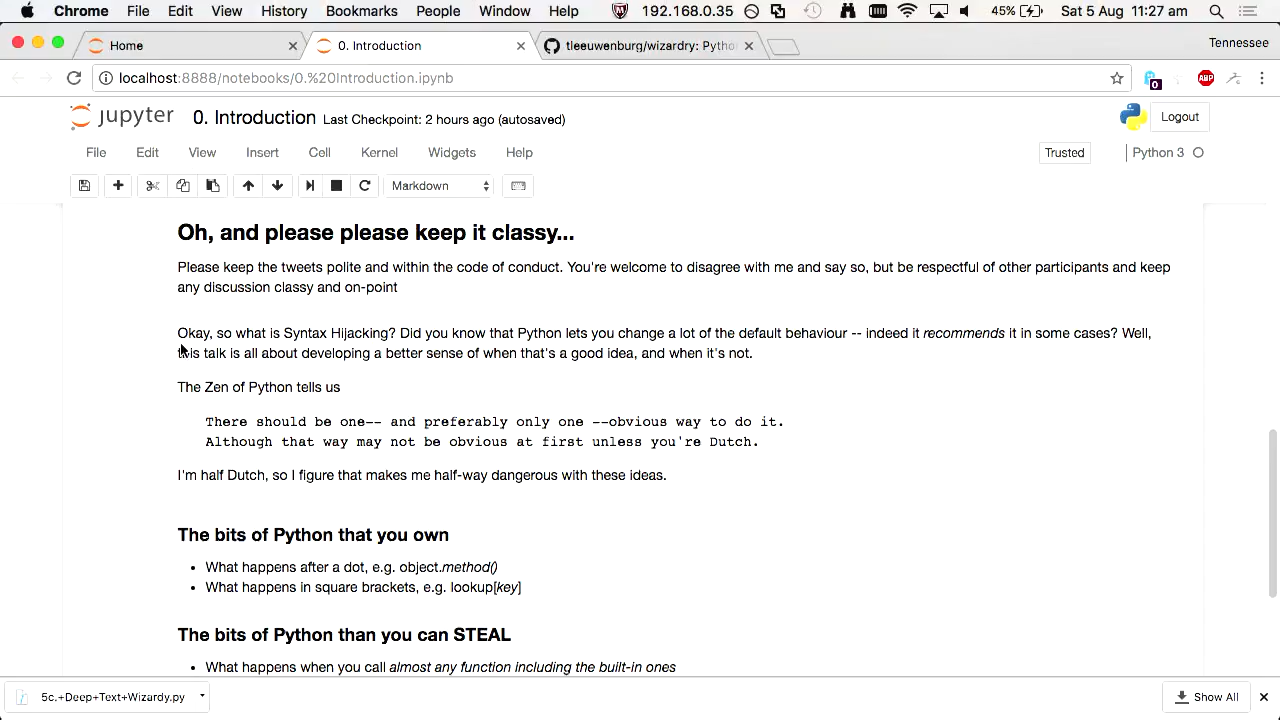 Chrome File Edit View History Bookmarks People Window Help 192.168.0.35 45% Sat 5 Aug 11:27 am
Home 0. Introduction tleeuwenburg/wizardry: Pytho Tennessee
localhost:8888/notebooks/0.%20Introduction.ipynb 0 ABP
jupyter 0. Introduction Last Checkpoint: 2 hours ago (autosaved) Logout
File Edit View Insert Cell Kernel Widgets Help Trusted Python 3
Markdown
Oh, and please please keep it classy...
Please keep the tweets polite and within the code of conduct. You're welcome to disagree with me and say so, but be respectful of other participants and keep
any discussion classy and on-point
Okay, so what is Syntax Hijacking? Did you know that Python lets you change a lot of the default behaviour -- indeed it recommends it in some cases? Well,
this talk is all about developing a better sense of when that's a good idea, and when it's not.
The Zen of Python tells us
There should be one-- and preferably only one --obvious way to do it.
Although that way may not be obvious at first unless you're Dutch.
I'm half Dutch, so I figure that makes me half-way dangerous with these ideas.
The bits of Python that you own
• What happens after a dot, e.g. object.method()
• What happens in square brackets, e.g. lookup[key]
The bits of Python than you can STEAL
• What happens when you call almost any function including the built-in ones
5c.+Deep+Text+Wizardy.py Show All